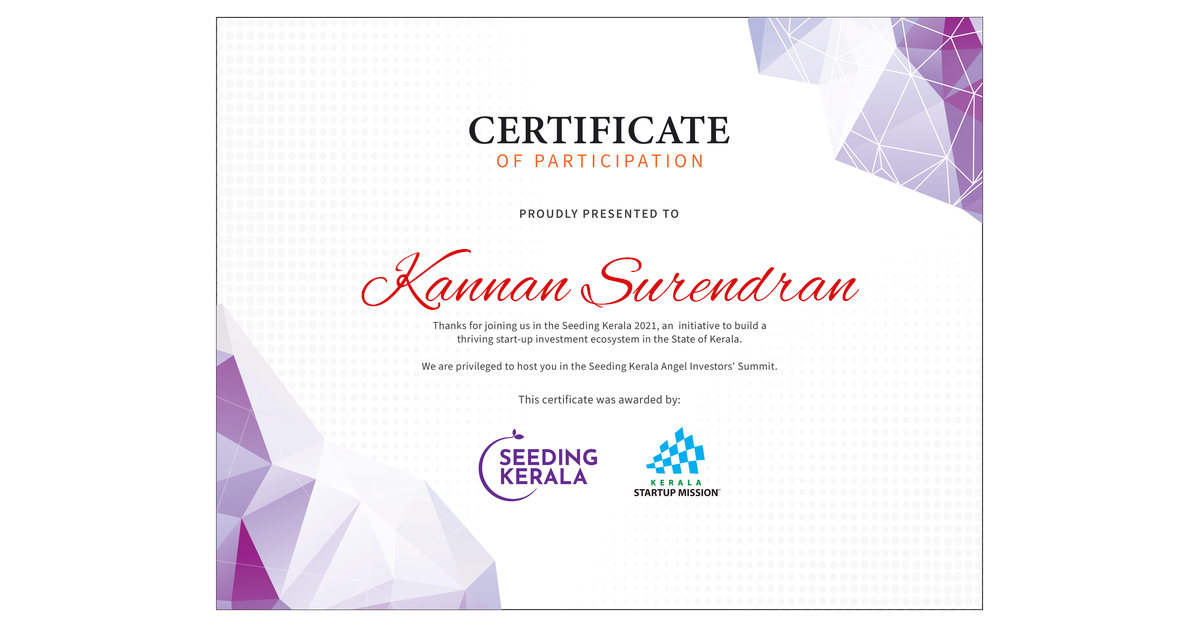 CERTIFICATE
OF PARTICIPATION
PROUDLY PRESENTED TO
Kannan Surendran
Thanks for joining us in the Seeding Kerala 2021, an initiative to build a
thriving start-up investment ecosystem in the State of Kerala.
We are privileged to host you in the Seeding Kerala Angel Investors' Summit.
This certificate was awarded by:
SEEDING
KERALA
KERALA
STARTUP MISSION